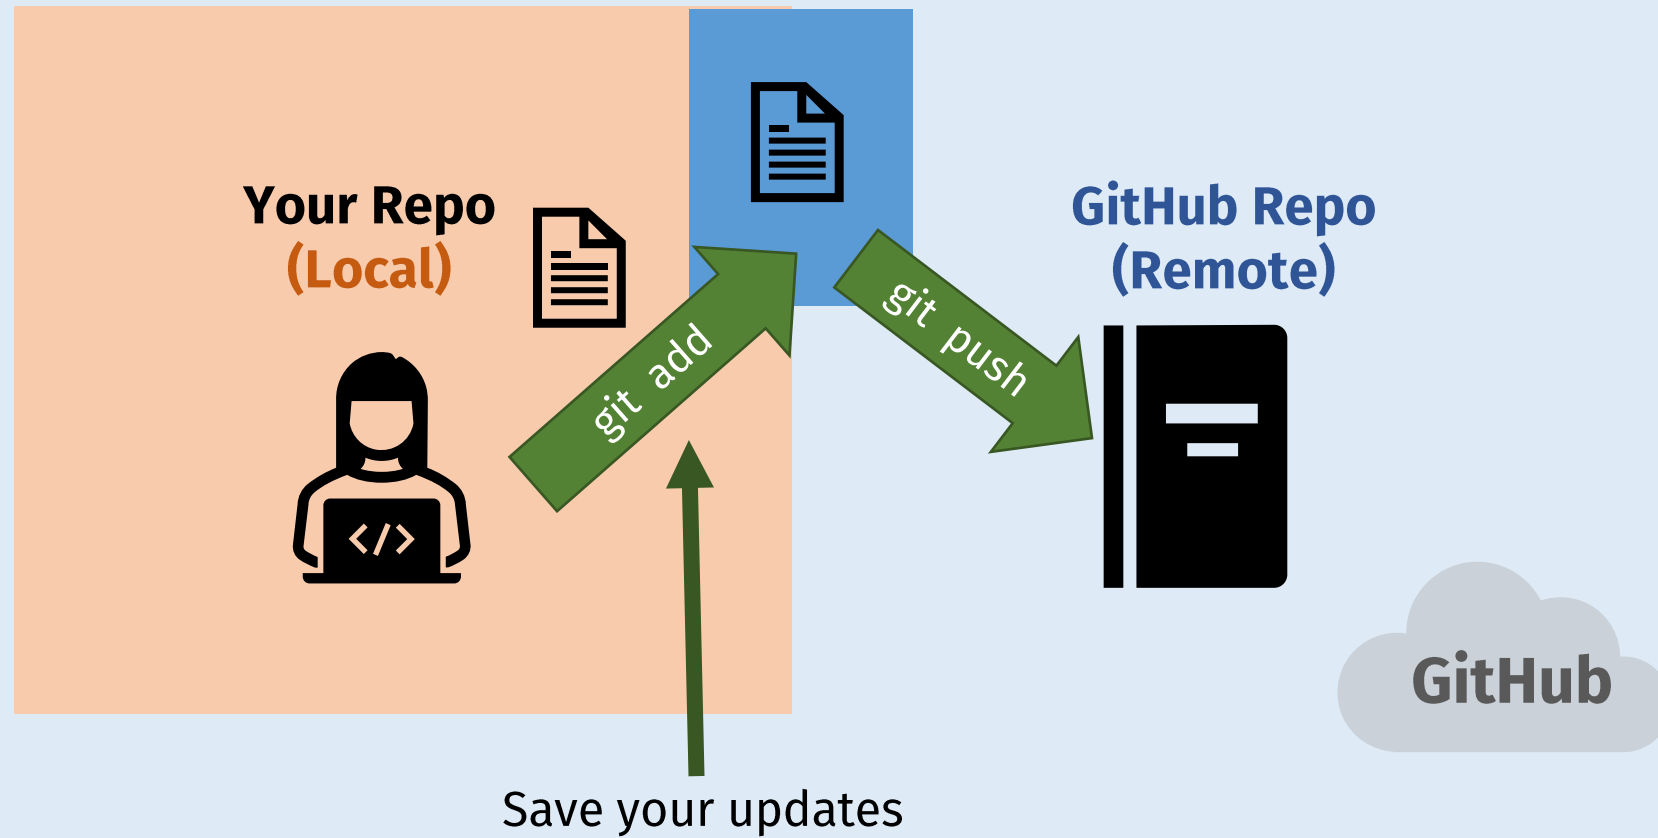 Your Repo
(Local)
git add
git push
GitHub Repo
(Remote)
</>
GitHub
Save your updates